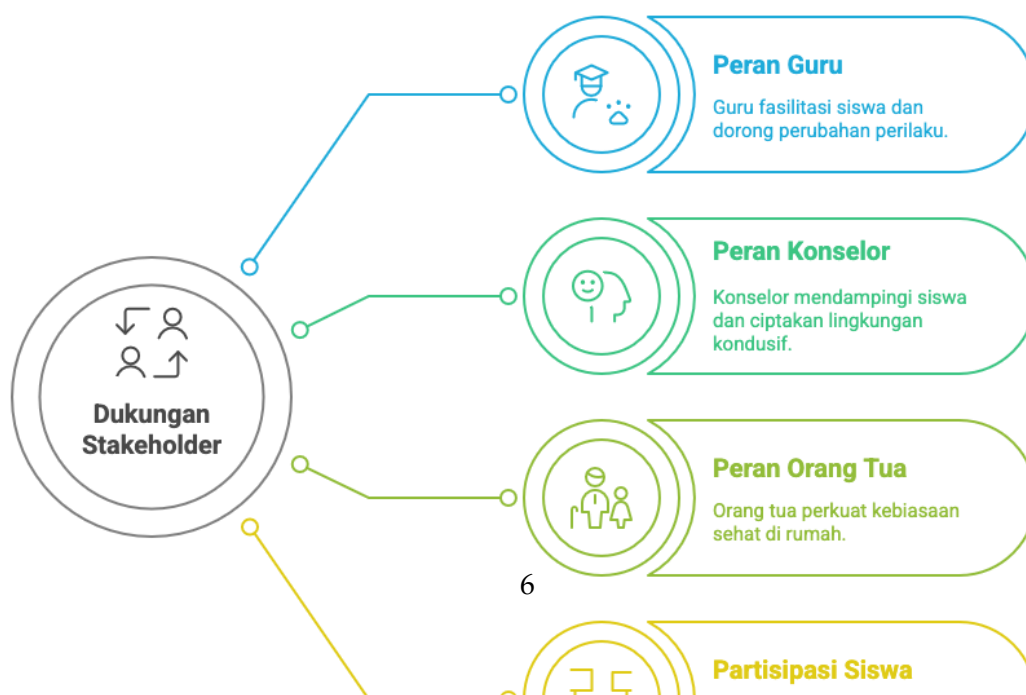 Peran Guru
Guru fasilitasi siswa dan
dorong perubahan perilaku.
Peran Konselor
Konselor mendampingi siswa
dan ciptakan lingkungan
kondusif.
Dukungan
Stakeholder
Peran Orang Tua
Orang tua perkuat kebiasaan
sehat di rumah.
6
Partisipasi Siswa